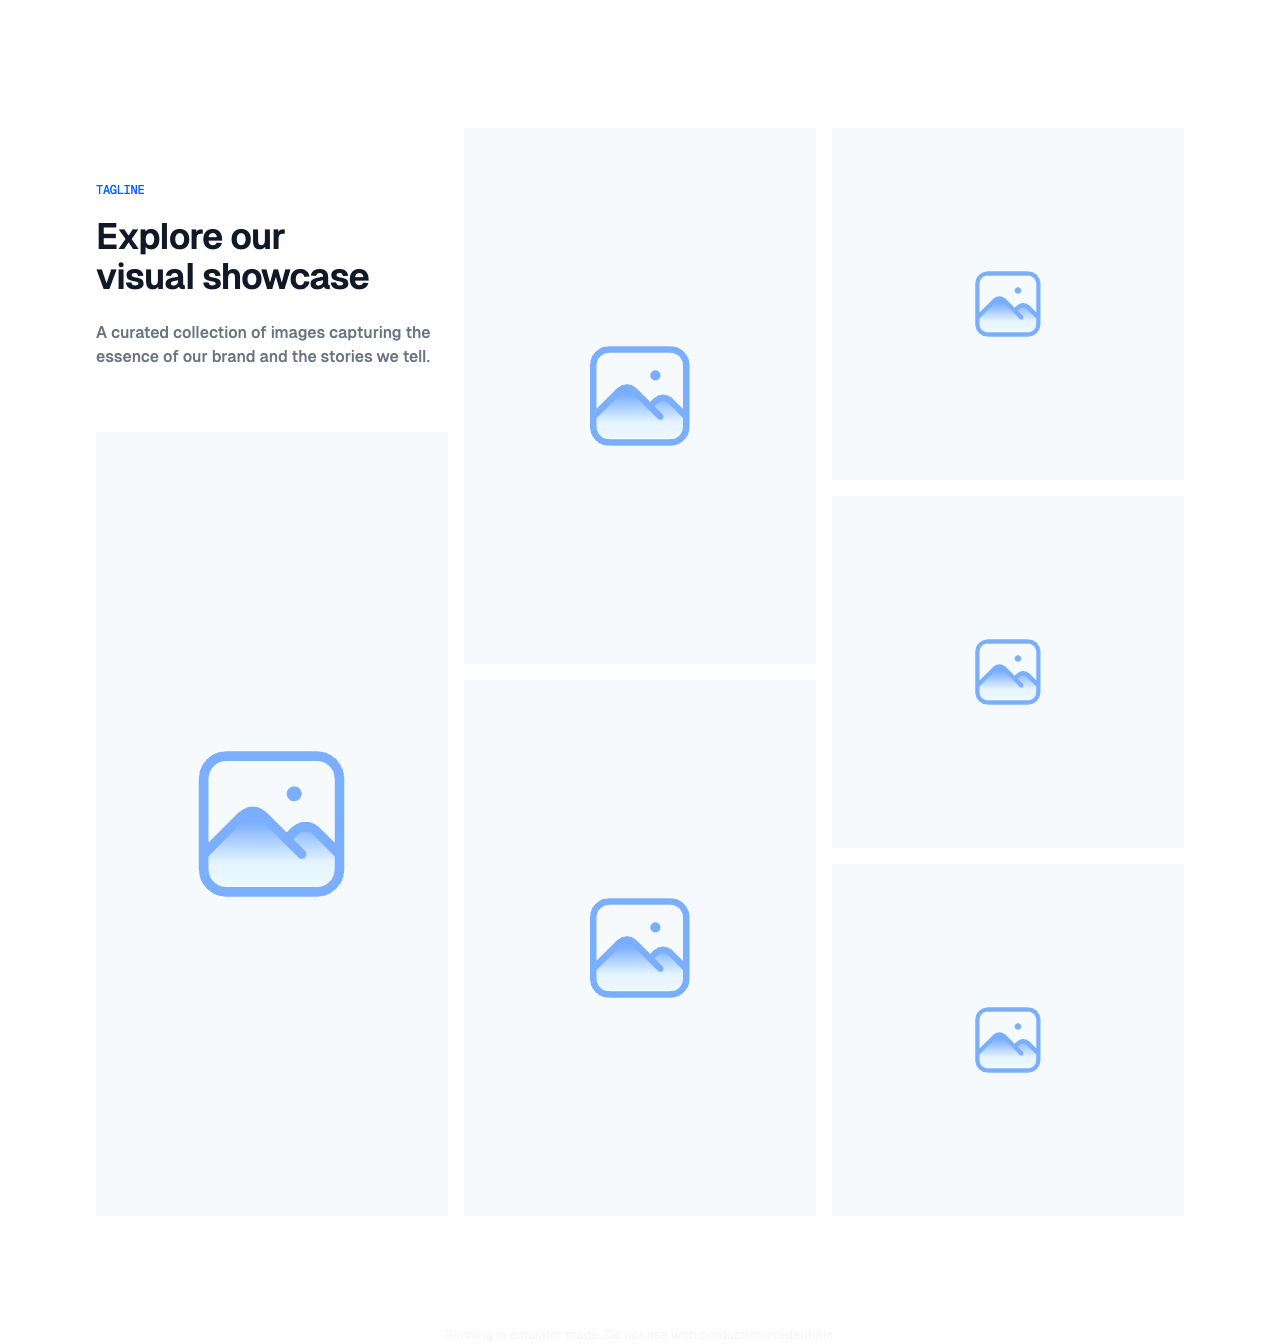 TAGLINE
Explore our
visual showcase
A curated collection of images capturing the
essence of our brand and the stories we tell.
Running in emulator mode. Do not use with production credentials.